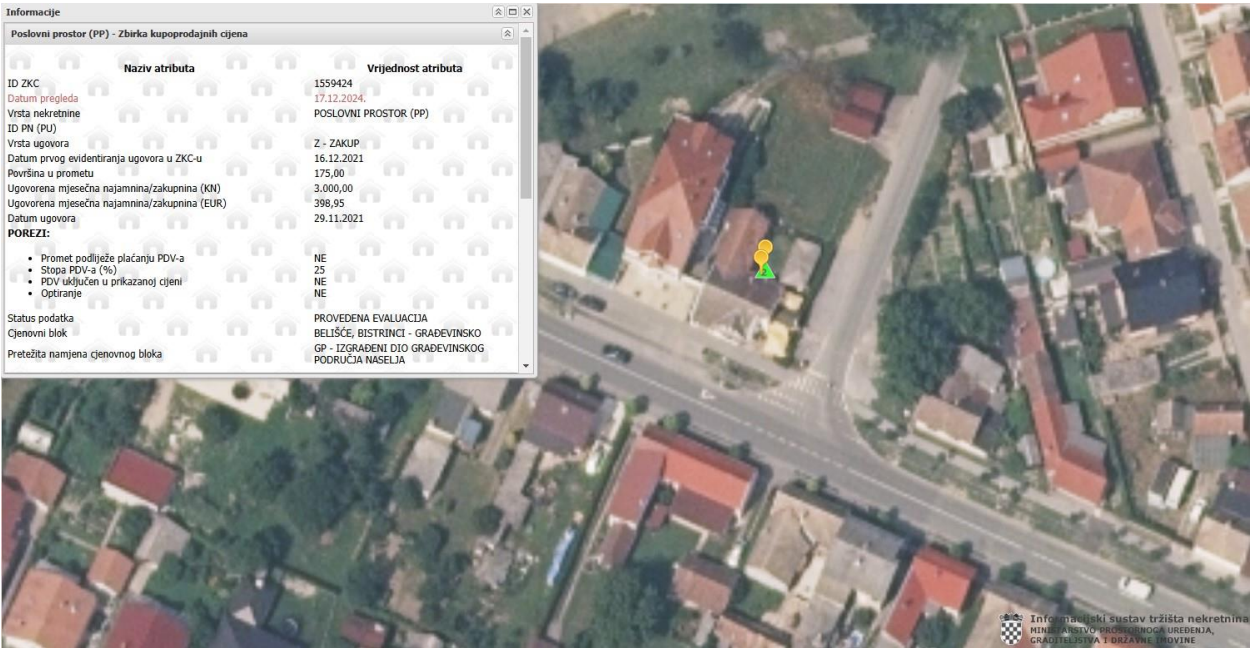 Informacije
Poslovni prostor (PP) - Zbirka kupoprodajnih cijena
Naziv atributa Vrijednost atributa
ID ZKC 1559424
Datum pregleda 17.12.2024.
Vrsta nekretnine POSLOVNI PROSTOR (PP)
ID PN (PU)
Vrsta ugovora Z - ZAKUP
Datum prvog evidentiranja ugovora u ZKC-u 16.12.2021
Površina u prometu 175,00
Ugovorena mjesečna najamnina/zakupnina (KN) 3.000,00
Ugovorena mjesečna najamnina/zakupnina (EUR) 398,95
Datum ugovora 29.11.2021
POREZI:
• Promet podliježe plaćanju PDV-a NE
• Stopa PDV-a (%) 25
• PDV uključen u prikazanoj cijeni NE
• Optiranje NE
Status podatka PROVEDENA EVALUACIJA
Cjenovni blok BELIŠĆE, BISTRINCI - GRAĐEVINSKO
Pretežita namjena cjenovnog bloka GP - IZGRAĐENI DIO GRAĐEVINSKOG
PODRUČJA NASELJA
2
Informacijski sustav tržišta nekretnina
MINISTARSTVO PROSTORNOGA UREĐENJA,
GRADITELJSTVA I DRŽAVNE IMOVINE